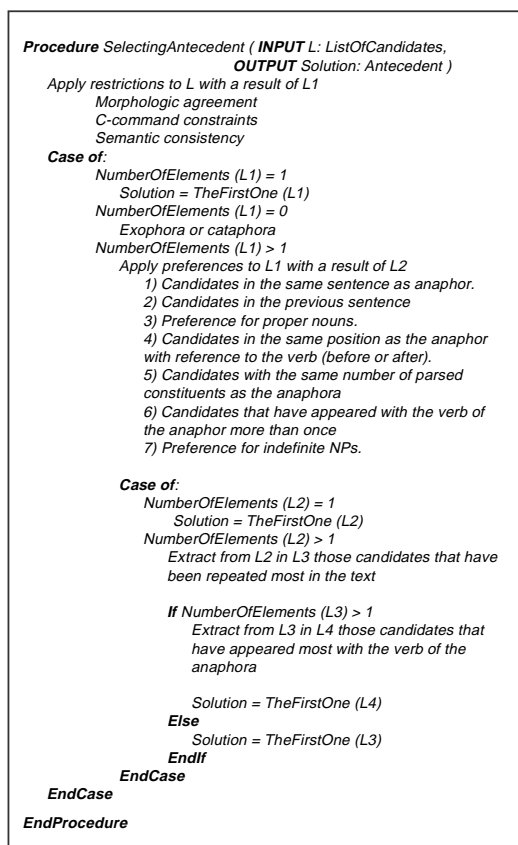 Procedure SelectingAntecedent ( INPUT L: ListOfCandidates,
OUTPUT Solution: Antecedent )
Apply restrictions to L with a result of L1
Morphologic agreement
C-command constraints
Semantic consistency
Case of:
NumberOfElements (L1) = 1
Solution = TheFirstOne (L1)
NumberOfElements (L1) = 0
Exophora or cataphora
NumberOfElements (L1) > 1
Apply preferences to L1 with a result of L2
1) Candidates in the same sentence as anaphor.
2) Candidates in the previous sentence
3) Preference for proper nouns.
4) Candidates in the same position as the anaphor
with reference to the verb (before or after).
5) Candidates with the same number of parsed
constituents as the anaphora
6) Candidates that have appeared with the verb of
the anaphor more than once
7) Preference for indefinite NPs.
Case of:
NumberOfElements (L2) = 1
Solution = TheFirstOne (L2)
NumberOfElements (L2) > 1
Extract from L2 in L3 those candidates that have
been repeated most in the text
If NumberOfElements (L3) > 1
Extract from L3 in L4 those candidates that
have appeared most with the verb of the
anaphora
Solution = TheFirstOne (L4)
Else
Solution = TheFirstOne (L3)
EndIf
EndCase
EndCase
EndProcedure